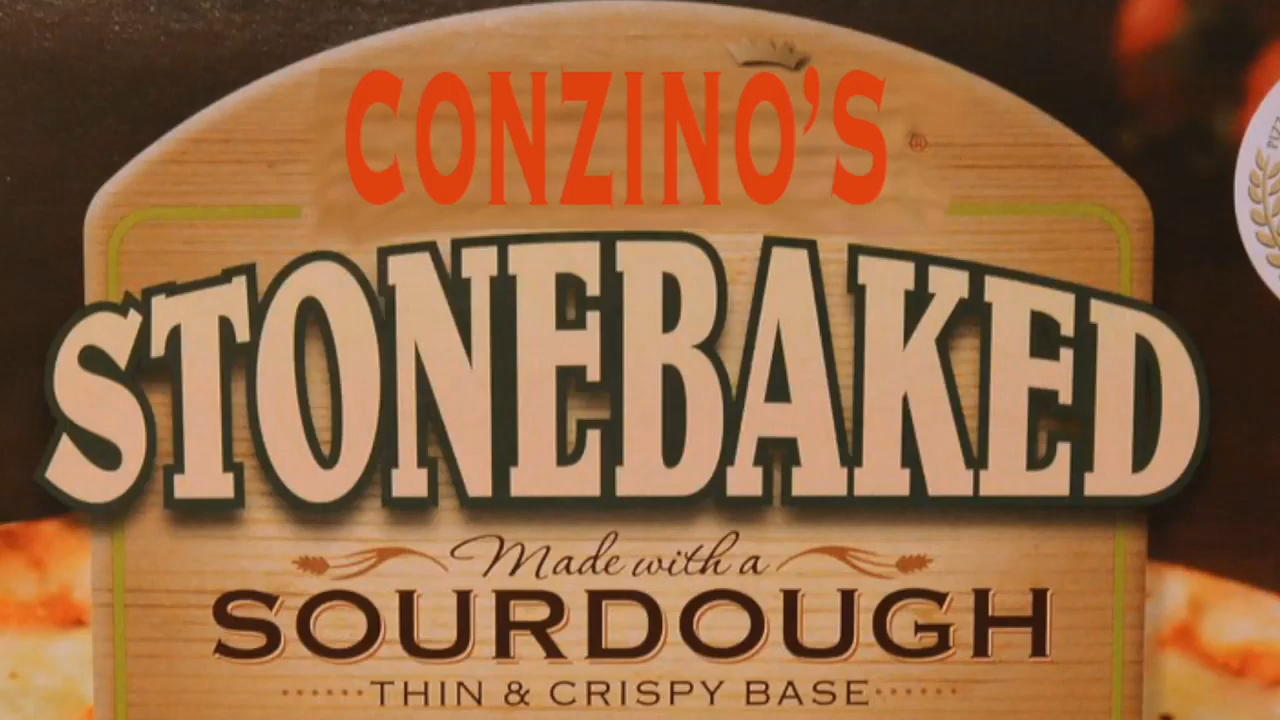 CONZINO'S®
STONEBAKED
Made with a
SOURDOUGH
THIN & CRISPY BASE